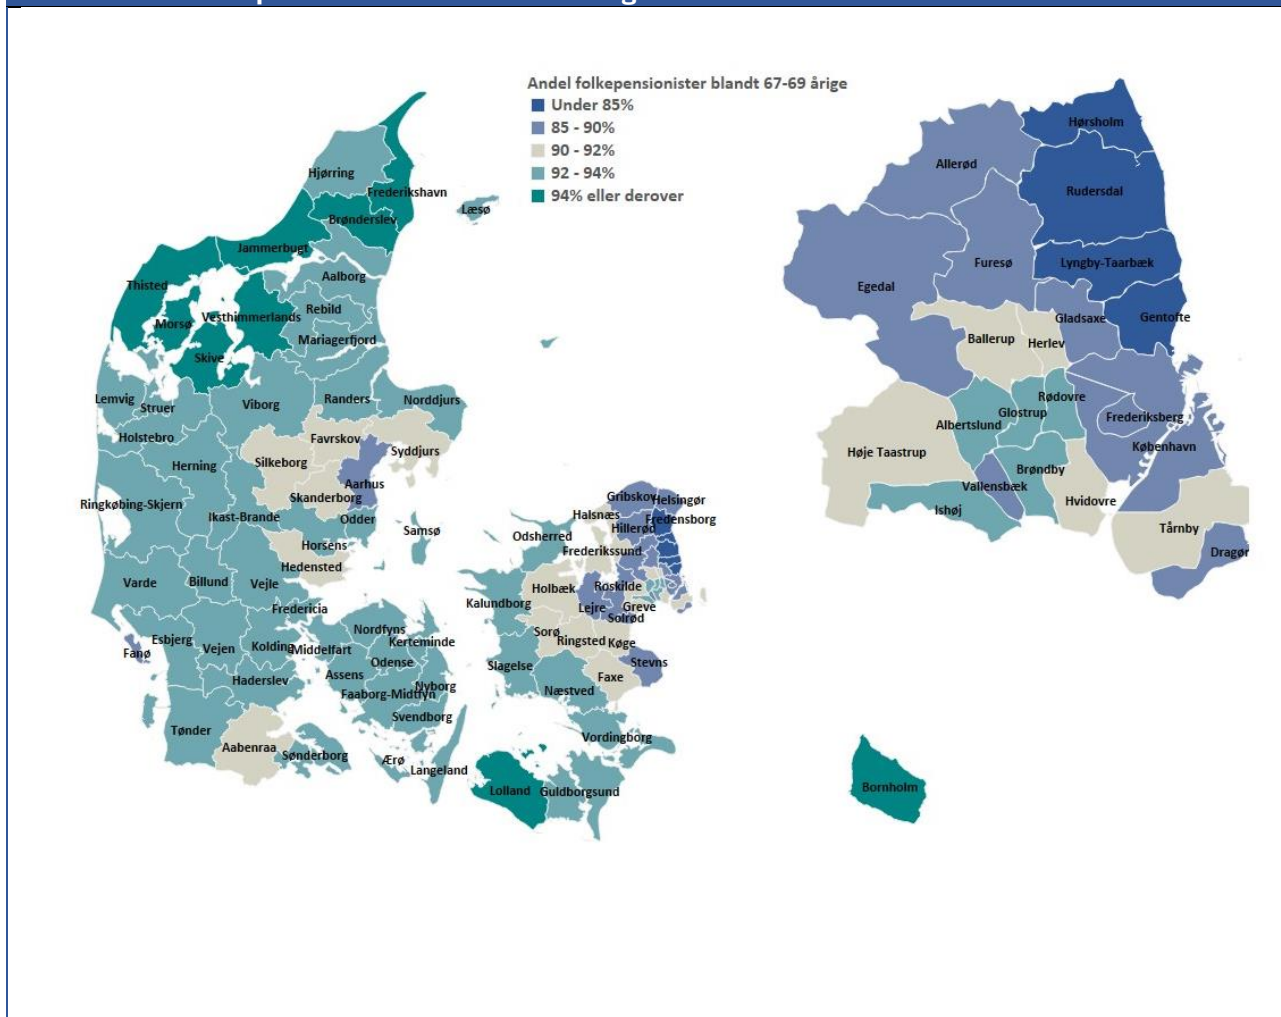 Andel folkepensionister blandt 67-69 årige
Under 85%
85 - 90%
90 - 92%
92 - 94%
94% eller derover
Hjørring
Frederikshavn
Læsø
Brønderslev
Jammerbugt
Aalborg
Thisted
Rebild
Vesthimmerlands
Morsø
Mariagerfjord
Skive
Lemvig
Struer
Viborg
Randers
Norddjurs
Holstebro
Favrskov
Syddjurs
Herning
Silkeborg
Aarhus
Skanderborg
Ringkøbing-Skjern
Ikast-Brande
Odder
Samsø
Horsens
Hedensted
Varde
Billund
Vejle
Fredericia
Esbjerg
Fanø
Vejen
Kolding
Middelfart
Nordfyns
Kerteminde
Odense
Haderslev
Assens
Nyborg
Faaborg-Midtfyn
Svendborg
Tønder
Aabenraa
Sønderborg
Ærø
Langeland
Gribskov
Helsingør
Halsnæs
Hillerød
Fredensborg
Odsherred
Frederikssund
Holbæk
Roskilde
Kalundborg
Lejre
Greve
Solrød
Sorø
Ringsted
Køge
Slagelse
Stevns
Faxe
Næstved
Vordingborg
Lolland
Guldborgsund
Hørsholm
Allerød
Rudersdal
Furesø
Lyngby-Taarbæk
Egedal
Gladsaxe
Gentofte
Ballerup
Herlev
Rødovre
Glostrup
Albertslund
Frederiksberg
København
Høje Taastrup
Brøndby
Vallensbæk
Hvidovre
Ishøj
Tårnby
Dragør
Bornholm